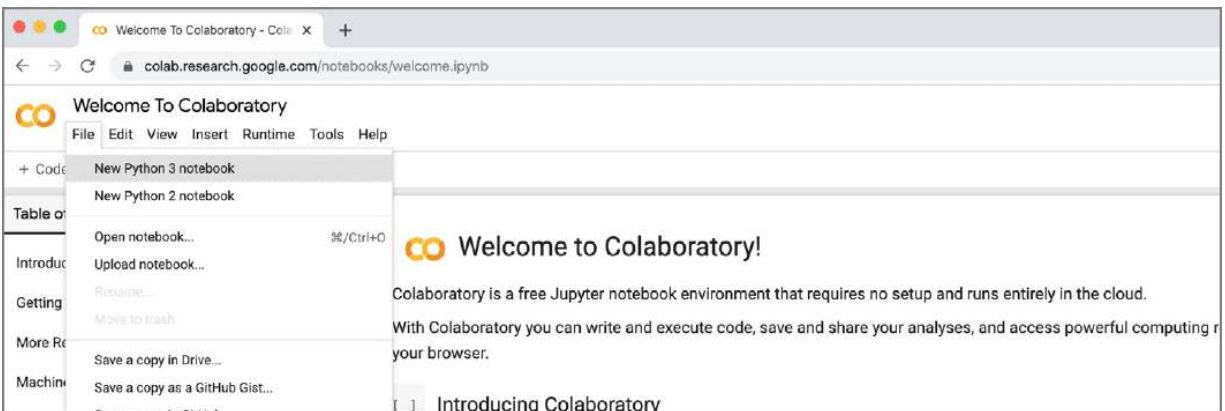 Welcome To Colaboratory - Cola
colab.research.google.com/notebooks/welcome.ipynb
Welcome To Colaboratory
File Edit View Insert Runtime Tools Help
+ Code
New Python 3 notebook
New Python 2 notebook
Table of
Open notebook... ⌘/Ctrl+O
Welcome to Colaboratory!
Introduc
Upload notebook...
Rename...
Colaboratory is a free Jupyter notebook environment that requires no setup and runs entirely in the cloud.
Getting
Move to trash
With Colaboratory you can write and execute code, save and share your analyses, and access powerful computing r
More Re
your browser.
Save a copy in Drive...
Machine
Save a copy as a GitHub Gist...
[ ] Introducing Colaboratory